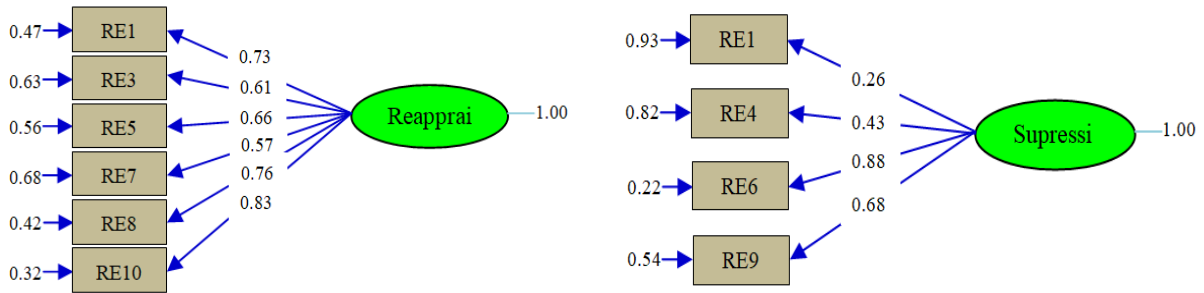 0.47 RE1 0.73
0.63 RE3 0.61
0.56 RE5 0.66
0.68 RE7 0.57
0.42 RE8 0.76
0.32 RE10 0.83
Reapprai 1.00
0.93 RE1 0.26
0.82 RE4 0.43
0.22 RE6 0.88
0.54 RE9 0.68
Supressi 1.00